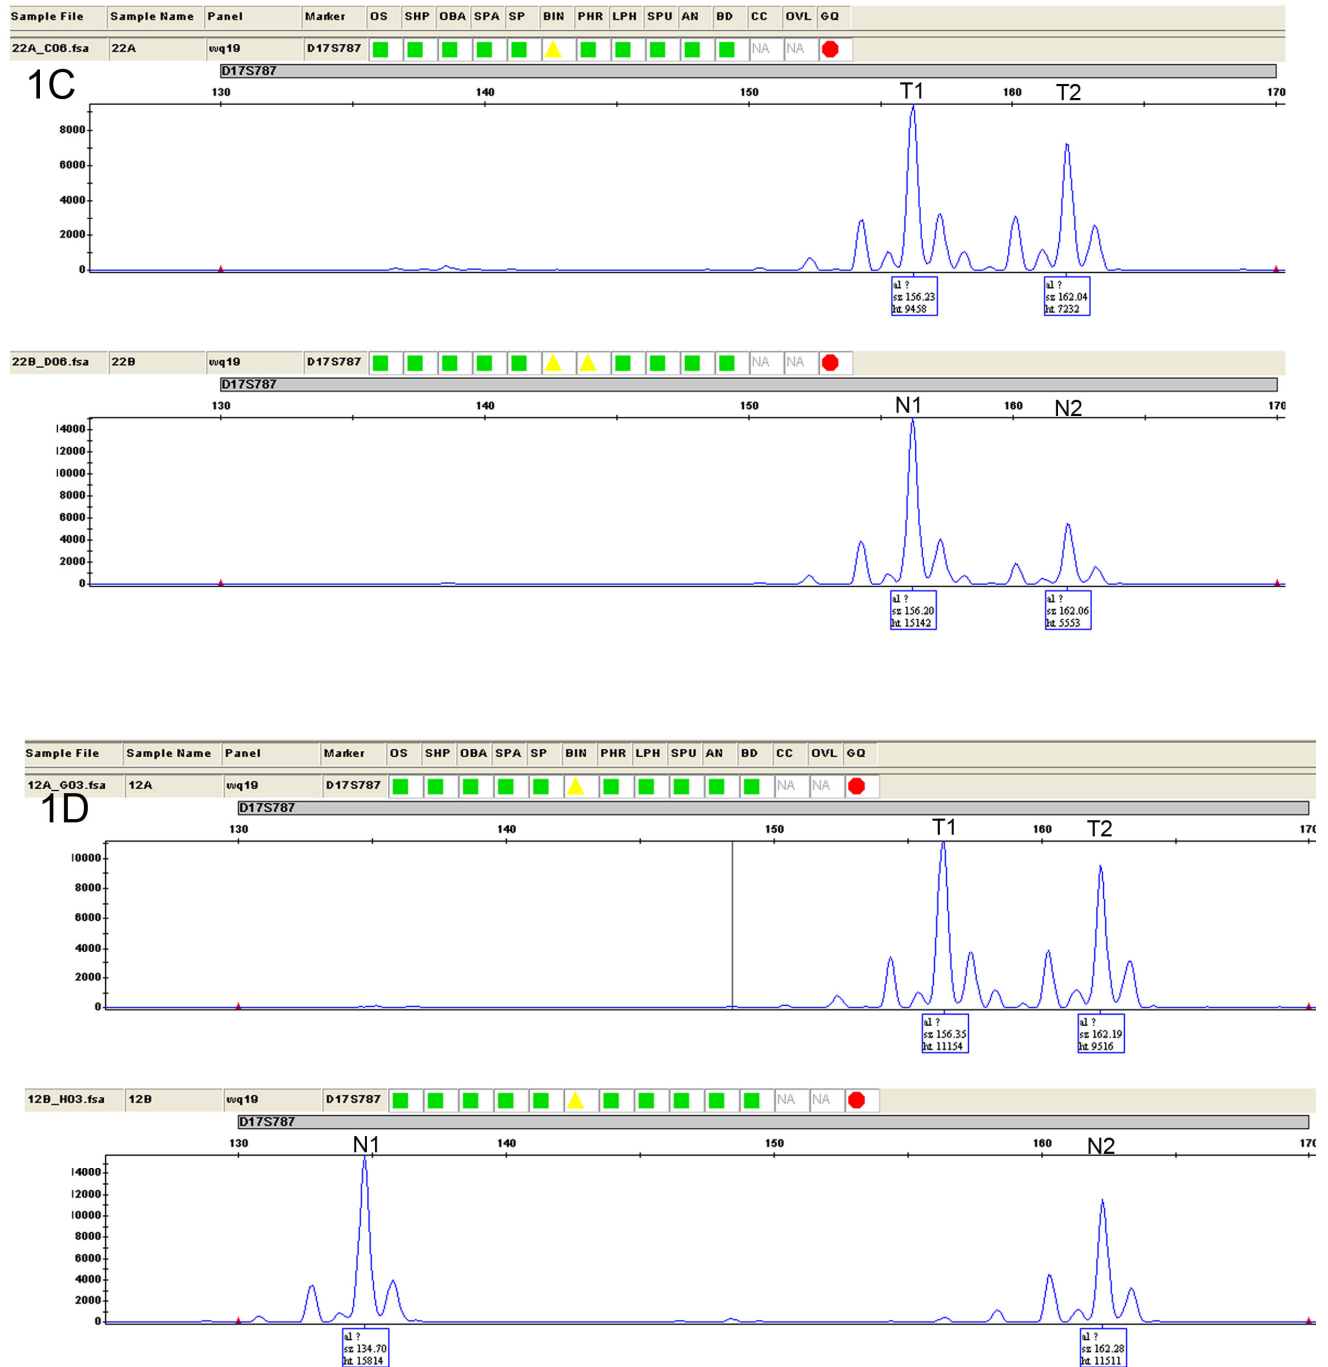 Sample File Sample Name Panel Marker OS SHP OBA SPA SP BIN PHR LPH SPU AN BD CC OVL GQ
22A_C06.fsa 22A wq19 D17S787 NA NA
D17S787
1C
130 140 150 160 170
T1 T2
8000
6000
4000
2000
0
al ?
sz 156.23
ht 9458
al ?
sz 162.04
ht 7232
22B_D06.fsa 22B wq19 D17S787 NA NA
D17S787
130 140 150 160 170
N1 N2
14000
12000
10000
8000
6000
4000
2000
0
al ?
sz 156.20
ht 15142
al ?
sz 162.06
ht 5553
Sample File Sample Name Panel Marker OS SHP OBA SPA SP BIN PHR LPH SPU AN BD CC OVL GQ
12A_G03.fsa 12A wq19 D17S787 NA NA
D17S787
1D
130 140 150 160 170
T1 T2
10000
8000
6000
4000
2000
0
al ?
sz 156.35
ht 11154
al ?
sz 162.19
ht 9516
12B_H03.fsa 12B wq19 D17S787 NA NA
D17S787
130 140 150 160 170
N1 N2
14000
12000
10000
8000
6000
4000
2000
0
al ?
sz 134.70
ht 15814
al ?
sz 162.28
ht 11511